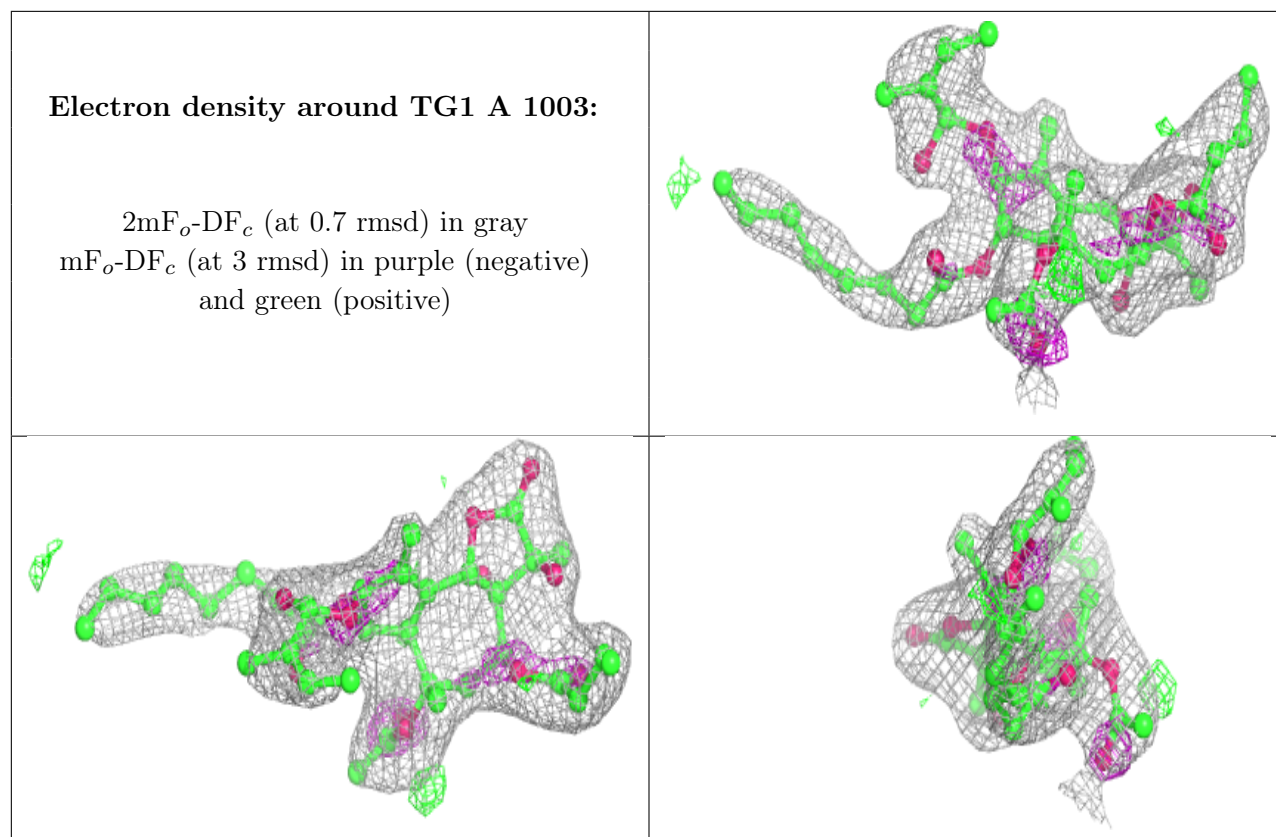 Electron density around TG1 A 1003:
2mFₒ-DF𝒸 (at 0.7 rmsd) in gray
mFₒ-DF𝒸 (at 3 rmsd) in purple (negative)
and green (positive)